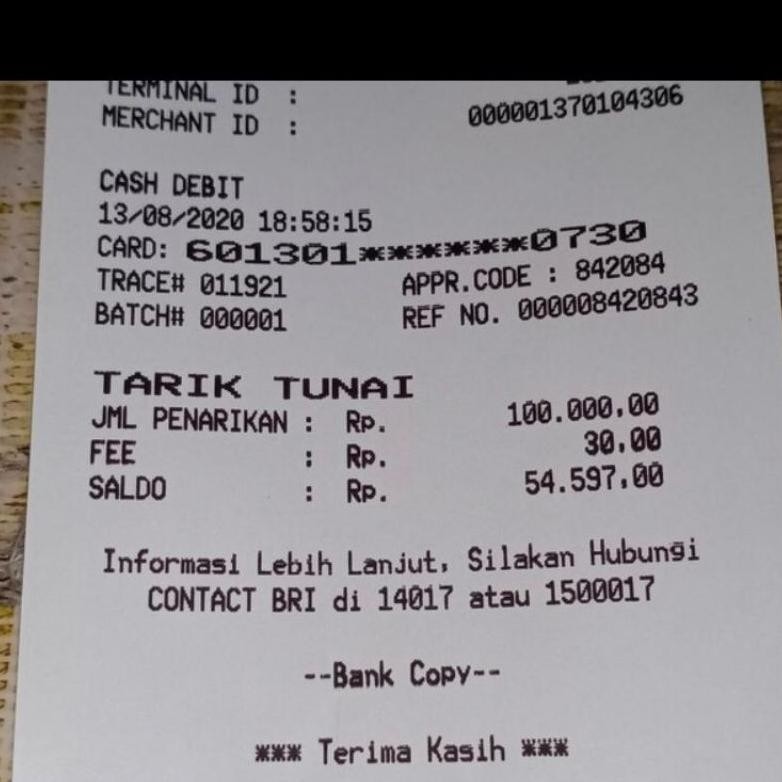 TERMINAL ID :
MERCHANT ID : 000001370104306
CASH DEBIT
13/08/2020 18:58:15
CARD: 601301******0730
TRACE# 011921 APPR.CODE : 842084
BATCH# 000001 REF NO. 000008420843
TARIK TUNAI
JML PENARIKAN : Rp. 100.000,00
FEE : Rp. 30,00
SALDO : Rp. 54.597,00
Informasi Lebih Lanjut, Silakan Hubungi
CONTACT BRI di 14017 atau 1500017
--Bank Copy--
*** Terima Kasih ***